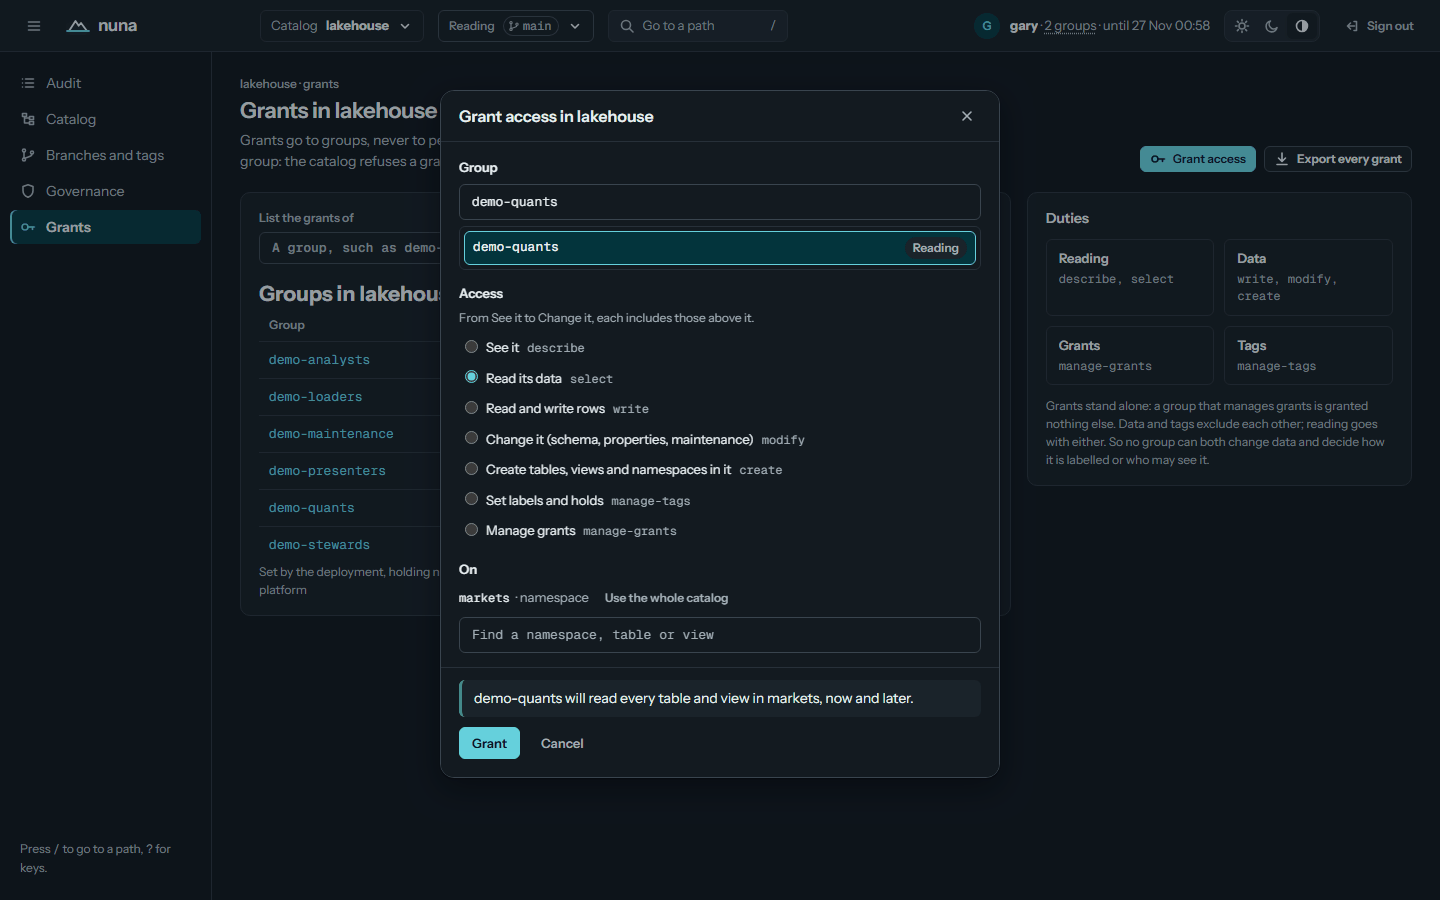 nuna
Catalog lakehouse
Reading main
Go to a path /
G gary · 2 groups · until 27 Nov 00:58
Sign out
Audit
Catalog
Branches and tags
Governance
Grants
Press / to go to a path, ? for
keys.
lakehouse · grants
Grants in lakehouse
Grants go to groups, never to
group: the catalog refuses a
Grant access
Export every grant
List the grants of
A group, such as demo-
Groups in
Group
demo-analysts
demo-loaders
demo-maintenance
demo-presenters
demo-quants
demo-stewards
Set by the deployment, holding
platform
Grant access in lakehouse
Group
demo-quants
demo-quants Reading
Access
From See it to Change it, each includes those above it.
See it describe
Read its data select
Read and write rows write
Change it (schema, properties, maintenance) modify
Create tables, views and namespaces in it create
Set labels and holds manage-tags
Manage grants manage-grants
On
markets · namespace Use the whole catalog
Find a namespace, table or view
demo-quants will read every table and view in markets, now and later.
Grant Cancel
Duties
Reading
describe, select
Data
write, modify,
create
Grants
manage-grants
Tags
manage-tags
Grants stand alone: a group that manages grants is granted
nothing else. Data and tags exclude each other; reading goes
with either. So no group can both change data and decide how
it is labelled or who may see it.